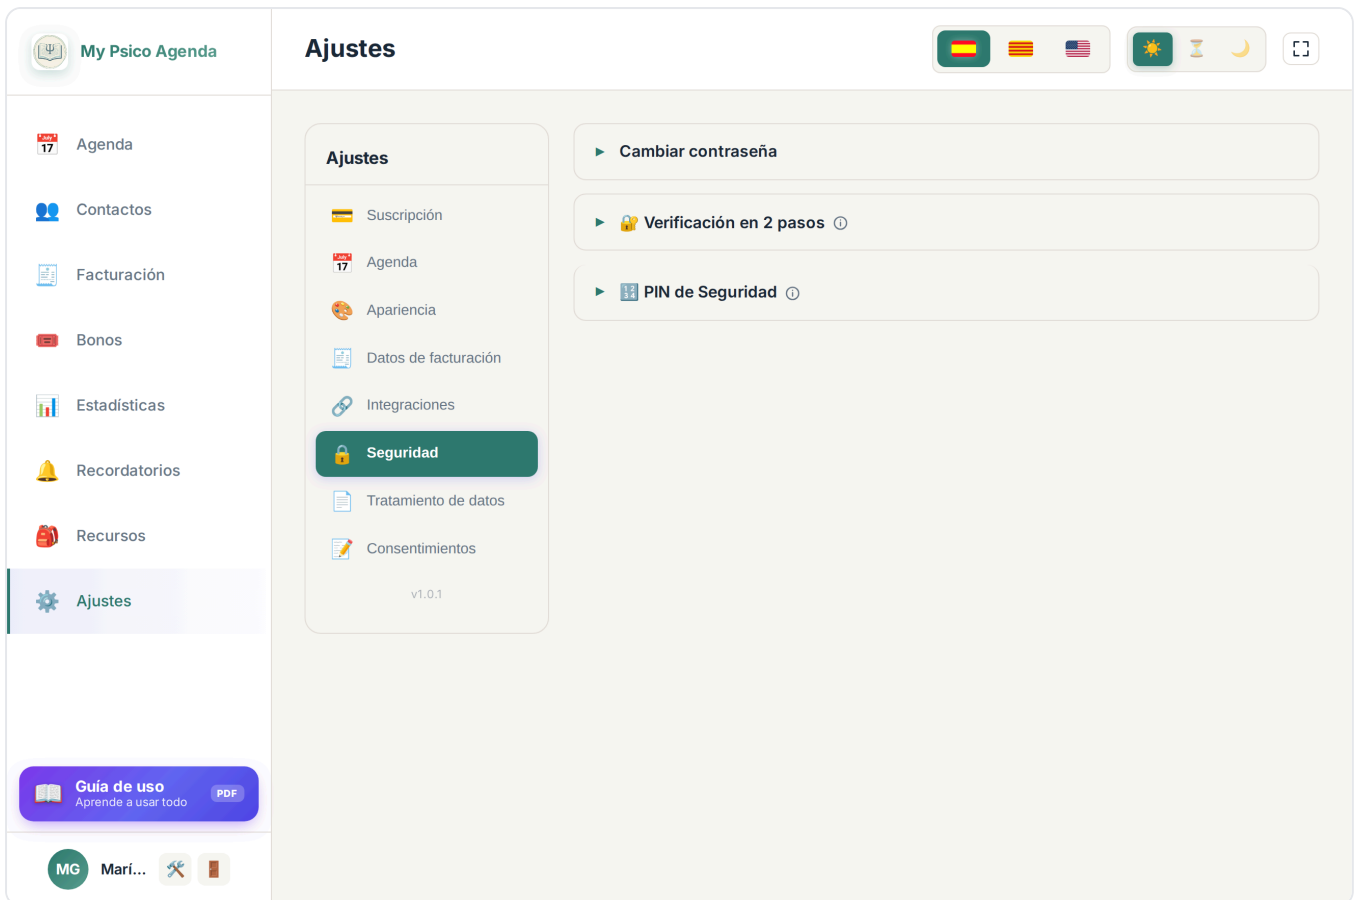 My Psico Agenda
Agenda
Contactos
Facturación
Bonos
Estadísticas
Recordatorios
Recursos
Ajustes
Guía de uso
Aprende a usar todo
PDF
MG
Marí...
Ajustes
Ajustes
Suscripción
Agenda
Apariencia
Datos de facturación
Integraciones
Seguridad
Tratamiento de datos
Consentimientos
v1.0.1
Cambiar contraseña
Verificación en 2 pasos
PIN de Seguridad